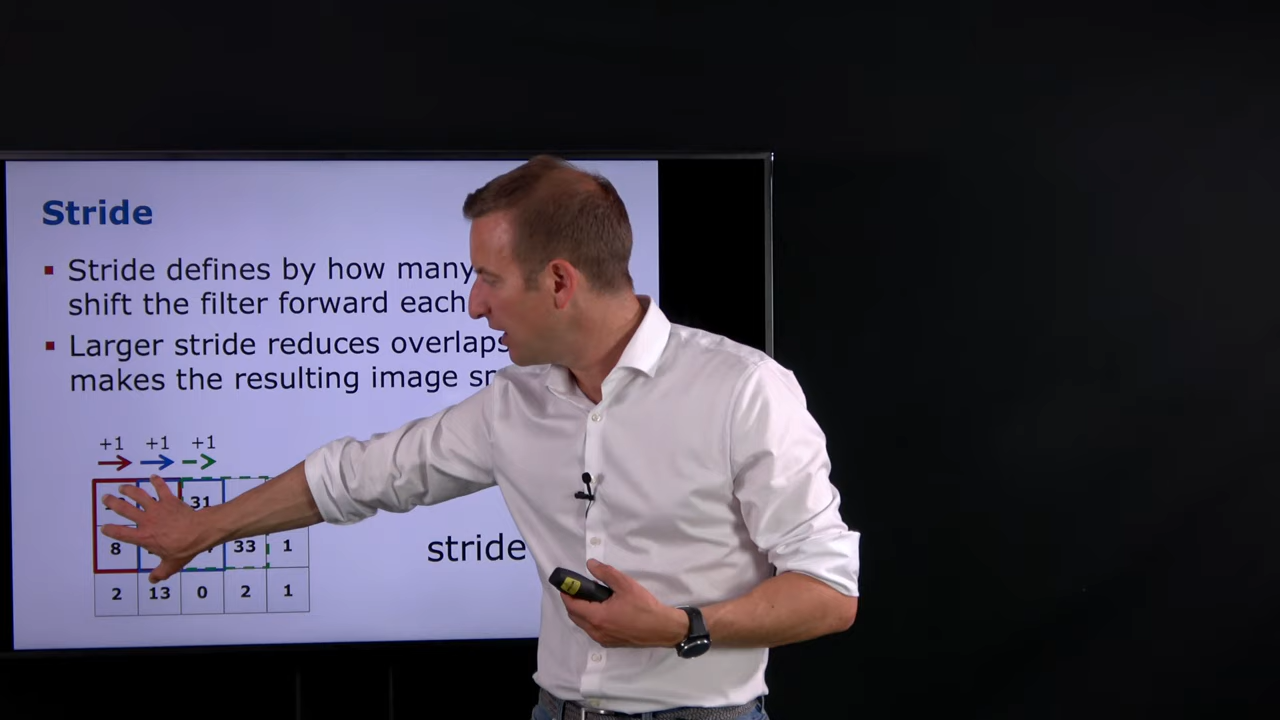 Stride
Stride defines by how many
shift the filter forward each
Larger stride reduces overlaps
makes the resulting image
+1 +1 +1
31
8 33 1
2 13 0 2 1
stride